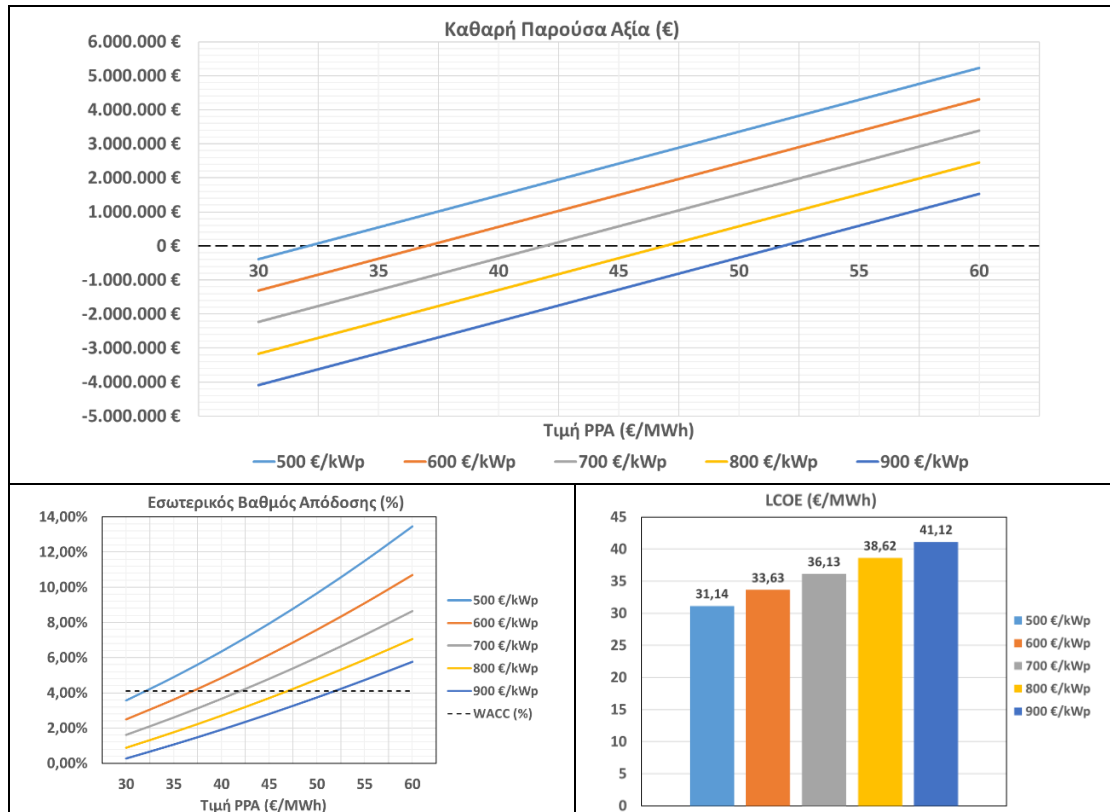 Καθαρή Παρούσα Αξία (€)
6.000.000 €
5.000.000 €
4.000.000 €
3.000.000 €
2.000.000 €
1.000.000 €
0 €
-1.000.000 €
-2.000.000 €
-3.000.000 €
-4.000.000 €
-5.000.000 €
30 35 40 45 50 55 60
Τιμή PPA (€/MWh)
500 €/kWp 600 €/kWp 700 €/kWp 800 €/kWp 900 €/kWp
Εσωτερικός Βαθμός Απόδοσης (%)
14,00%
12,00%
10,00%
8,00%
6,00%
4,00%
2,00%
0,00%
30 35 40 45 50 55 60
Τιμή PPA (€/MWh)
500 €/kWp
600 €/kWp
700 €/kWp
800 €/kWp
900 €/kWp
WACC (%)
LCOE (€/MWh)
45
40
35
30
25
20
15
10
5
0
31,14 33,63 36,13 38,62 41,12
500 €/kWp
600 €/kWp
700 €/kWp
800 €/kWp
900 €/kWp